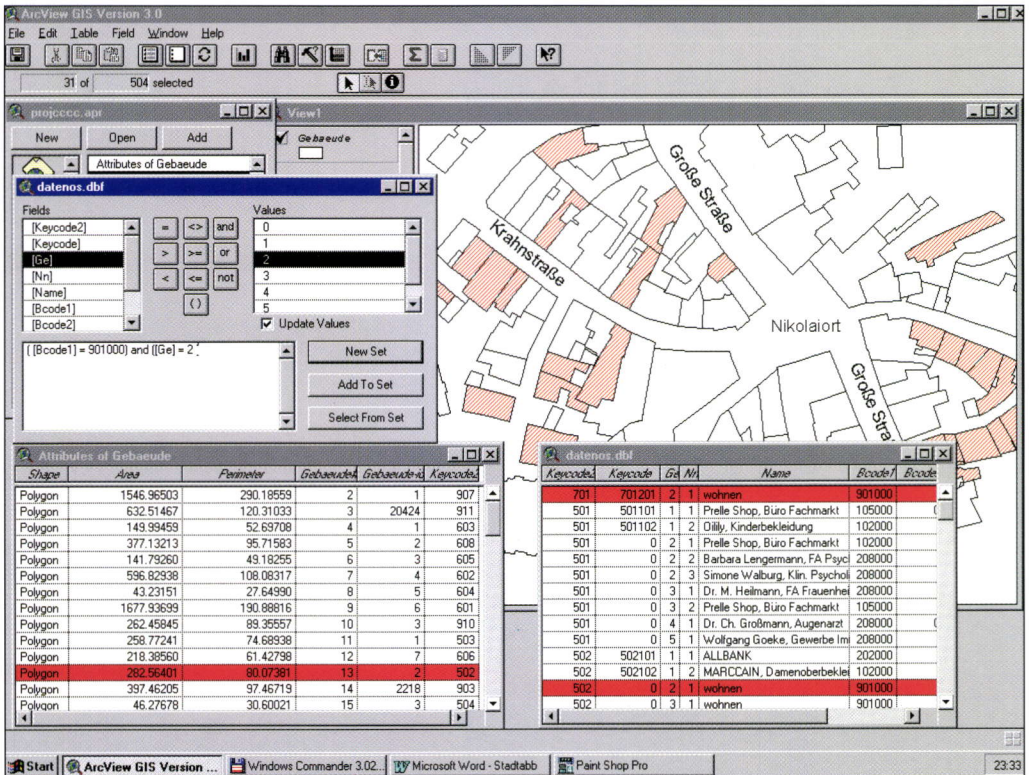 ArcView GIS Version 3.0
File Edit Table Field Window Help
31 of 504 selected
projcccc.apr
New Open Add
Attributes of Gebaeude
View1
Gebaeude
datenos.dbf
Fields
Values
[Keycode2]
[Keycode]
[Ge]
[Nn]
[Name]
[Bcode1]
[Bcode2]
= <> and
> >= or
< <= not
()
0
1
2
3
4
5
Update Values
( [Bcode1] = 901000) and ([Ge] = 2
New Set
Add To Set
Select From Set
Große Straße
Krahnstraße
Nikolaiort
Große Stra
Attributes of Gebaeude
Shape Area Perimeter Keycode2
Polygon 1546.96503 290.18559 2 1 907
Polygon 632.51467 120.31033 3 20424 911
Polygon 149.99459 52.69708 4 1 603
Polygon 377.13213 95.71583 5 2 608
Polygon 141.79260 49.18255 6 3 605
Polygon 596.82938 108.08317 7 4 602
Polygon 43.23151 27.64990 8 5 604
Polygon 1677.93699 190.88816 9 6 601
Polygon 262.45845 89.35557 10 3 910
Polygon 258.77241 74.68938 11 1 503
Polygon 218.38560 61.42798 12 7 606
Polygon 282.56401 80.07381 13 2 502
Polygon 397.46205 97.46719 14 2218 903
Polygon 46.27678 30.60021 15 3 504
datenos.dbf
Keycode2 Keycode Ge Nn Name Bcode1 Bcode
701 701201 2 1 wohnen 901000
501 501101 1 1 Prelle Shop, Büro Fachmarkt 105000
501 501102 1 2 Oilily, Kinderbekleidung 102000
501 0 2 1 Prelle Shop, Büro Fachmarkt 102000
501 0 2 2 Barbara Lengermann, FA Psyc 208000
501 0 2 3 Simone Walburg, Klin. Psycholi 208000
501 0 3 1 Dr. M. Heilmann, FA Frauenhei 208000
501 0 3 2 Prelle Shop, Büro Fachmarkt 105000
501 0 4 1 Dr. Ch. Großmann, Augenarzt 208000
501 0 5 1 Wolfgang Goeke, Gewerbe Im 208000
502 502101 1 1 ALLBANK 202000
502 502102 1 2 MARCCAIN, Damenoberbeklei 102000
502 0 2 1 wohnen 901000
502 0 3 1 wohnen 901000
Start ArcView GIS Version ... Windows Commander 3.02... Microsoft Word - Stadtabb Paint Shop Pro 23:33